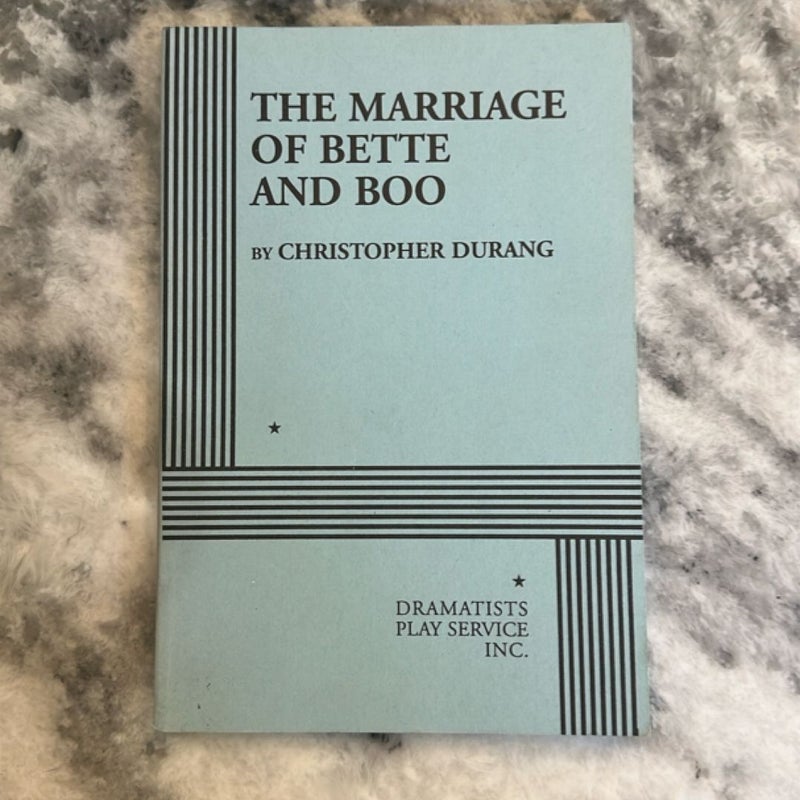 THE MARRIAGE
OF BETTE
AND BOO
BY CHRISTOPHER DURANG
DRAMATISTS
PLAY SERVICE
INC.